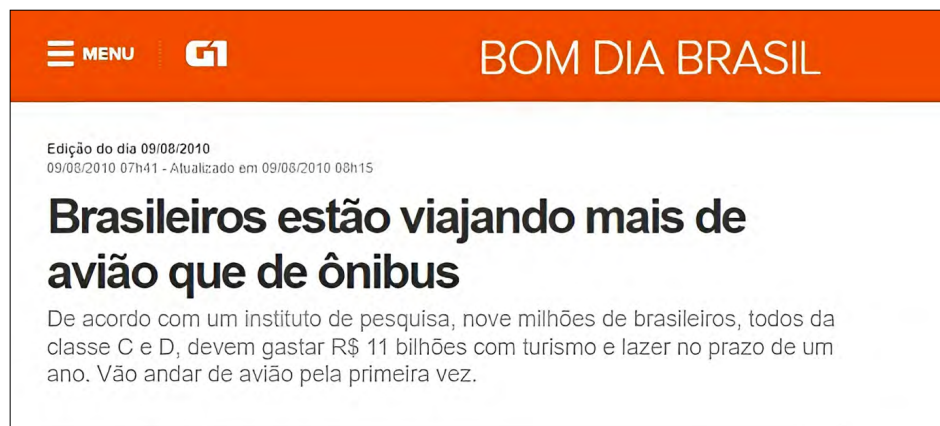 MENU G1 BOM DIA BRASIL
Edição do dia 09/08/2010
09/08/2010 07h41 - Atualizado em 09/08/2010 08h15
Brasileiros estão viajando mais de
avião que de ônibus
De acordo com um instituto de pesquisa, nove milhões de brasileiros, todos da
classe C e D, devem gastar R$ 11 bilhões com turismo e lazer no prazo de um
ano. Vão andar de avião pela primeira vez.